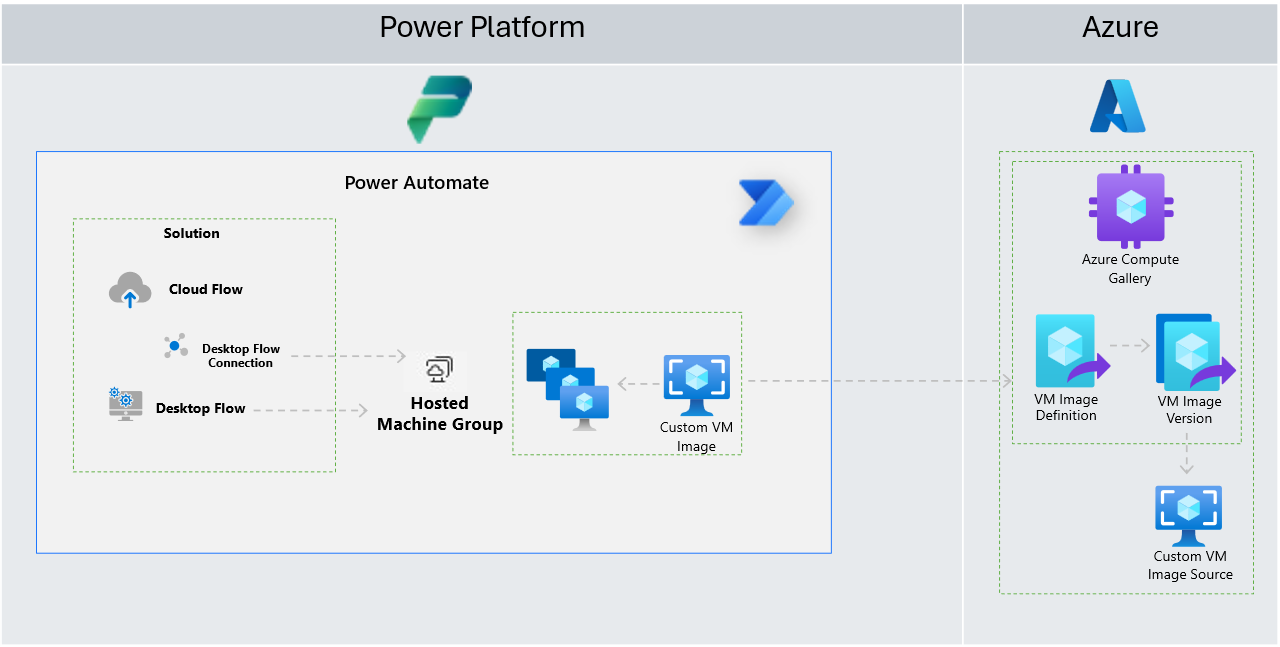 Power Platform
Azure
Power Automate
Solution
Cloud Flow
Desktop Flow
Connection
Desktop Flow
Hosted
Machine Group
Custom VM
Image
Azure Compute
Gallery
VM Image
Definition
VM Image
Version
Custom VM
Image Source